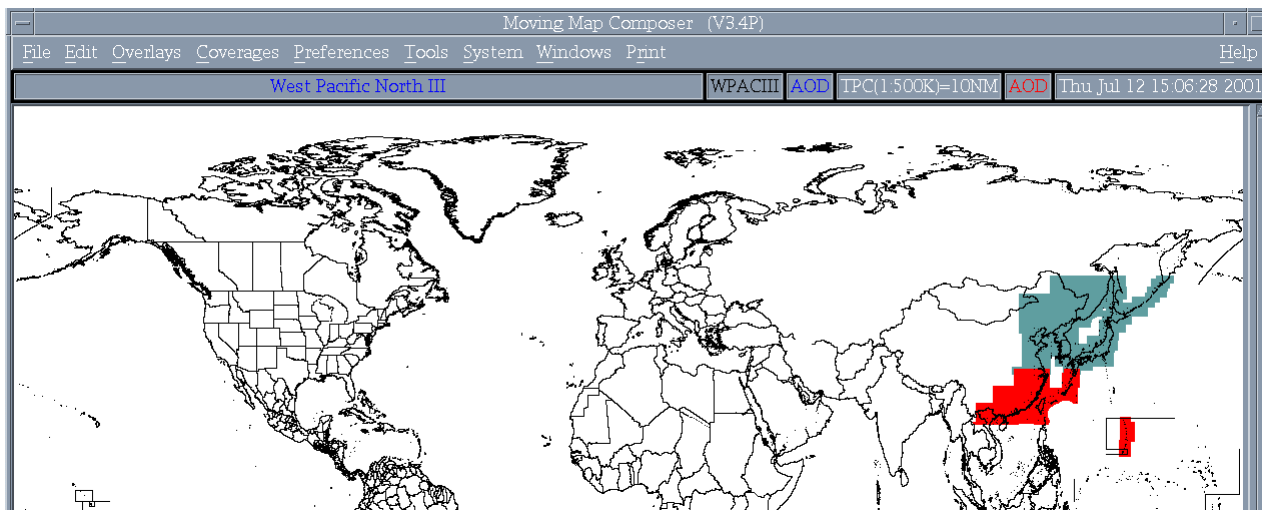 Moving Map Composer (V3.4P)
File Edit Overlays Coverages Preferences Tools System Windows Print Help
West Pacific North III WPACIII AOD TPC(1:500K)=10NM AOD Thu Jul 12 15:06:28 2001